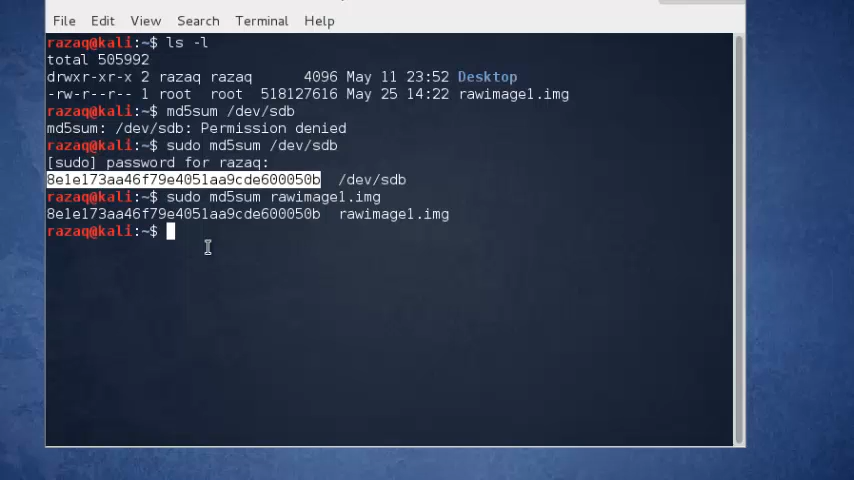 File Edit View Search Terminal Help
razaq@kali:~$ ls -l
total 505992
drwxr-xr-x 2 razaq razaq      4096 May 11 23:52 Desktop
-rw-r--r-- 1 root  root  518127616 May 25 14:22 rawimage1.img
razaq@kali:~$ md5sum /dev/sdb
md5sum: /dev/sdb: Permission denied
razaq@kali:~$ sudo md5sum /dev/sdb
[sudo] password for razaq:
8e1e173aa46f79e4051aa9cde600050b  /dev/sdb
razaq@kali:~$ sudo md5sum rawimage1.img
8e1e173aa46f79e4051aa9cde600050b  rawimage1.img
razaq@kali:~$